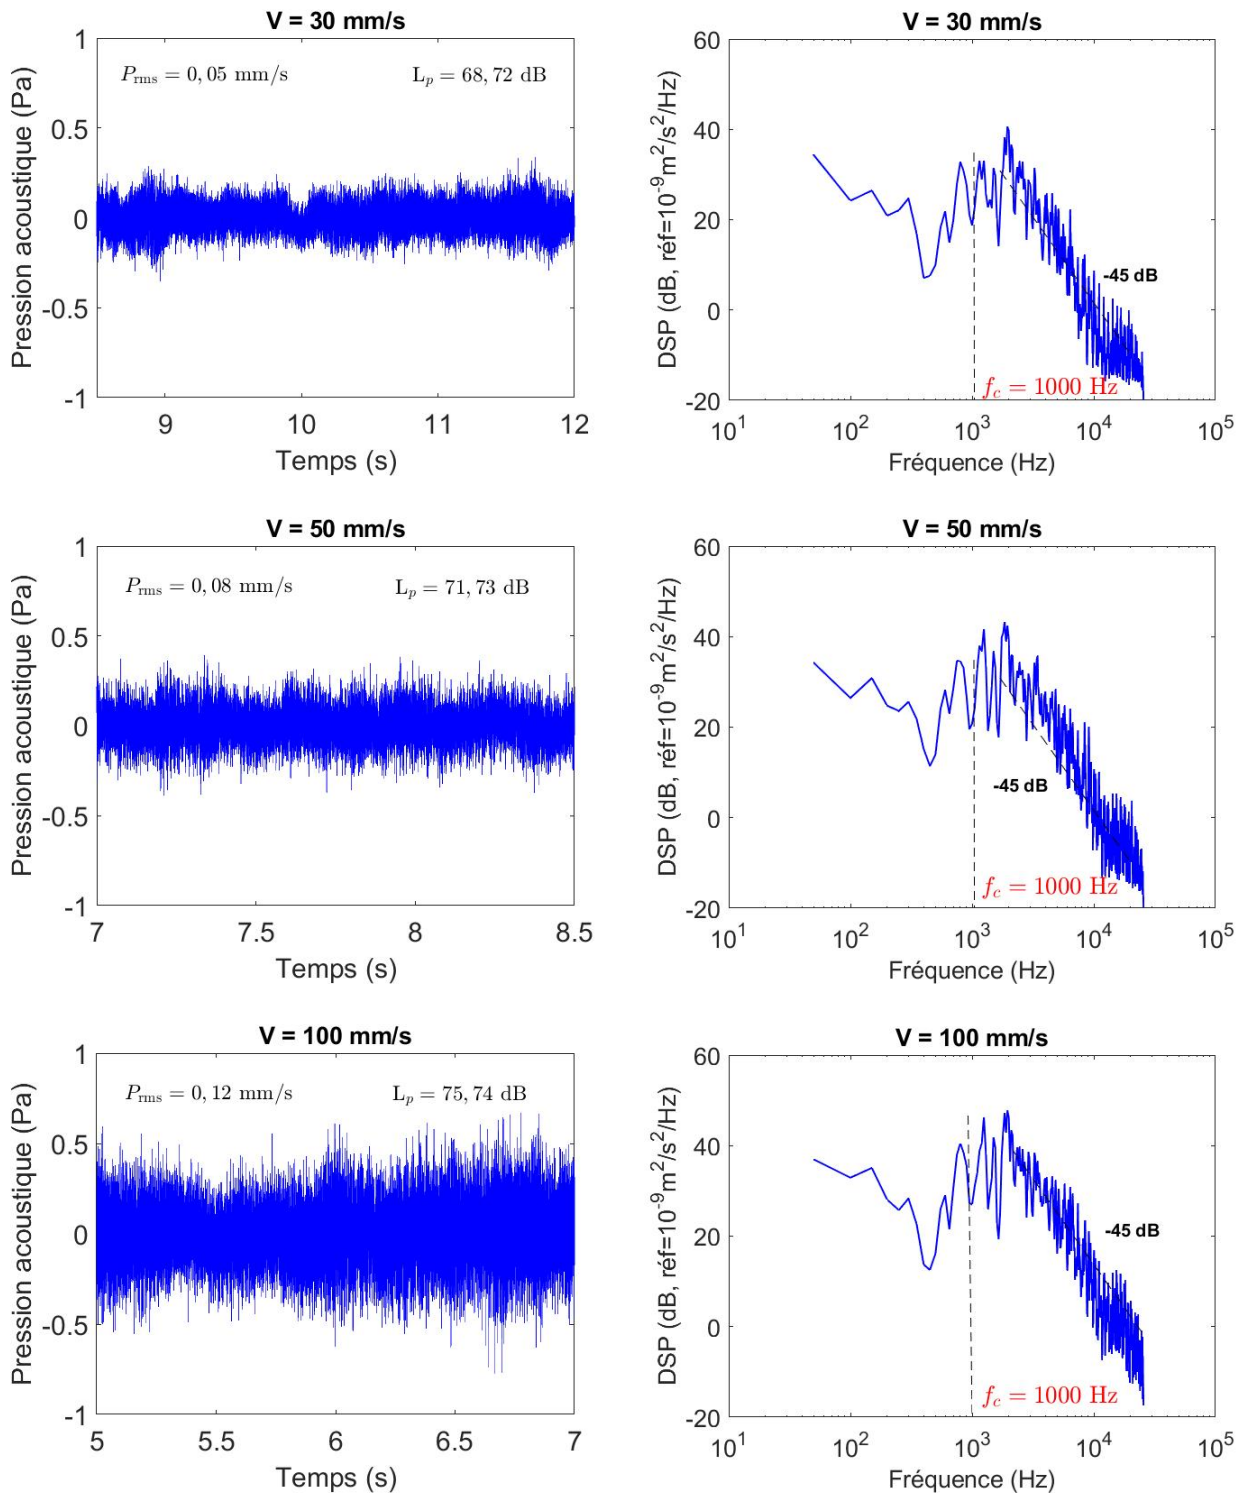 V = 30 mm/s
Pression acoustique (Pa)
1
0.5
0
-0.5
-1
P_rms = 0, 05 mm/s
L_p = 68, 72 dB
9 10 11 12
Temps (s)
V = 30 mm/s
DSP (dB, réf=10^-9m^2/s^2/Hz)
60
40
20
0
-20
-45 dB
f_c = 1000 Hz
10^1 10^2 10^3 10^4 10^5
Fréquence (Hz)
V = 50 mm/s
Pression acoustique (Pa)
1
0.5
0
-0.5
-1
P_rms = 0, 08 mm/s
L_p = 71, 73 dB
7 7.5 8 8.5
Temps (s)
V = 50 mm/s
DSP (dB, réf=10^-9m^2/s^2/Hz)
60
40
20
0
-20
-45 dB
f_c = 1000 Hz
10^1 10^2 10^3 10^4 10^5
Fréquence (Hz)
V = 100 mm/s
Pression acoustique (Pa)
1
0.5
0
-0.5
-1
P_rms = 0, 12 mm/s
L_p = 75, 74 dB
5 5.5 6 6.5 7
Temps (s)
V = 100 mm/s
DSP (dB, réf=10^-9m^2/s^2/Hz)
60
40
20
0
-20
-45 dB
f_c = 1000 Hz
10^1 10^2 10^3 10^4 10^5
Fréquence (Hz)